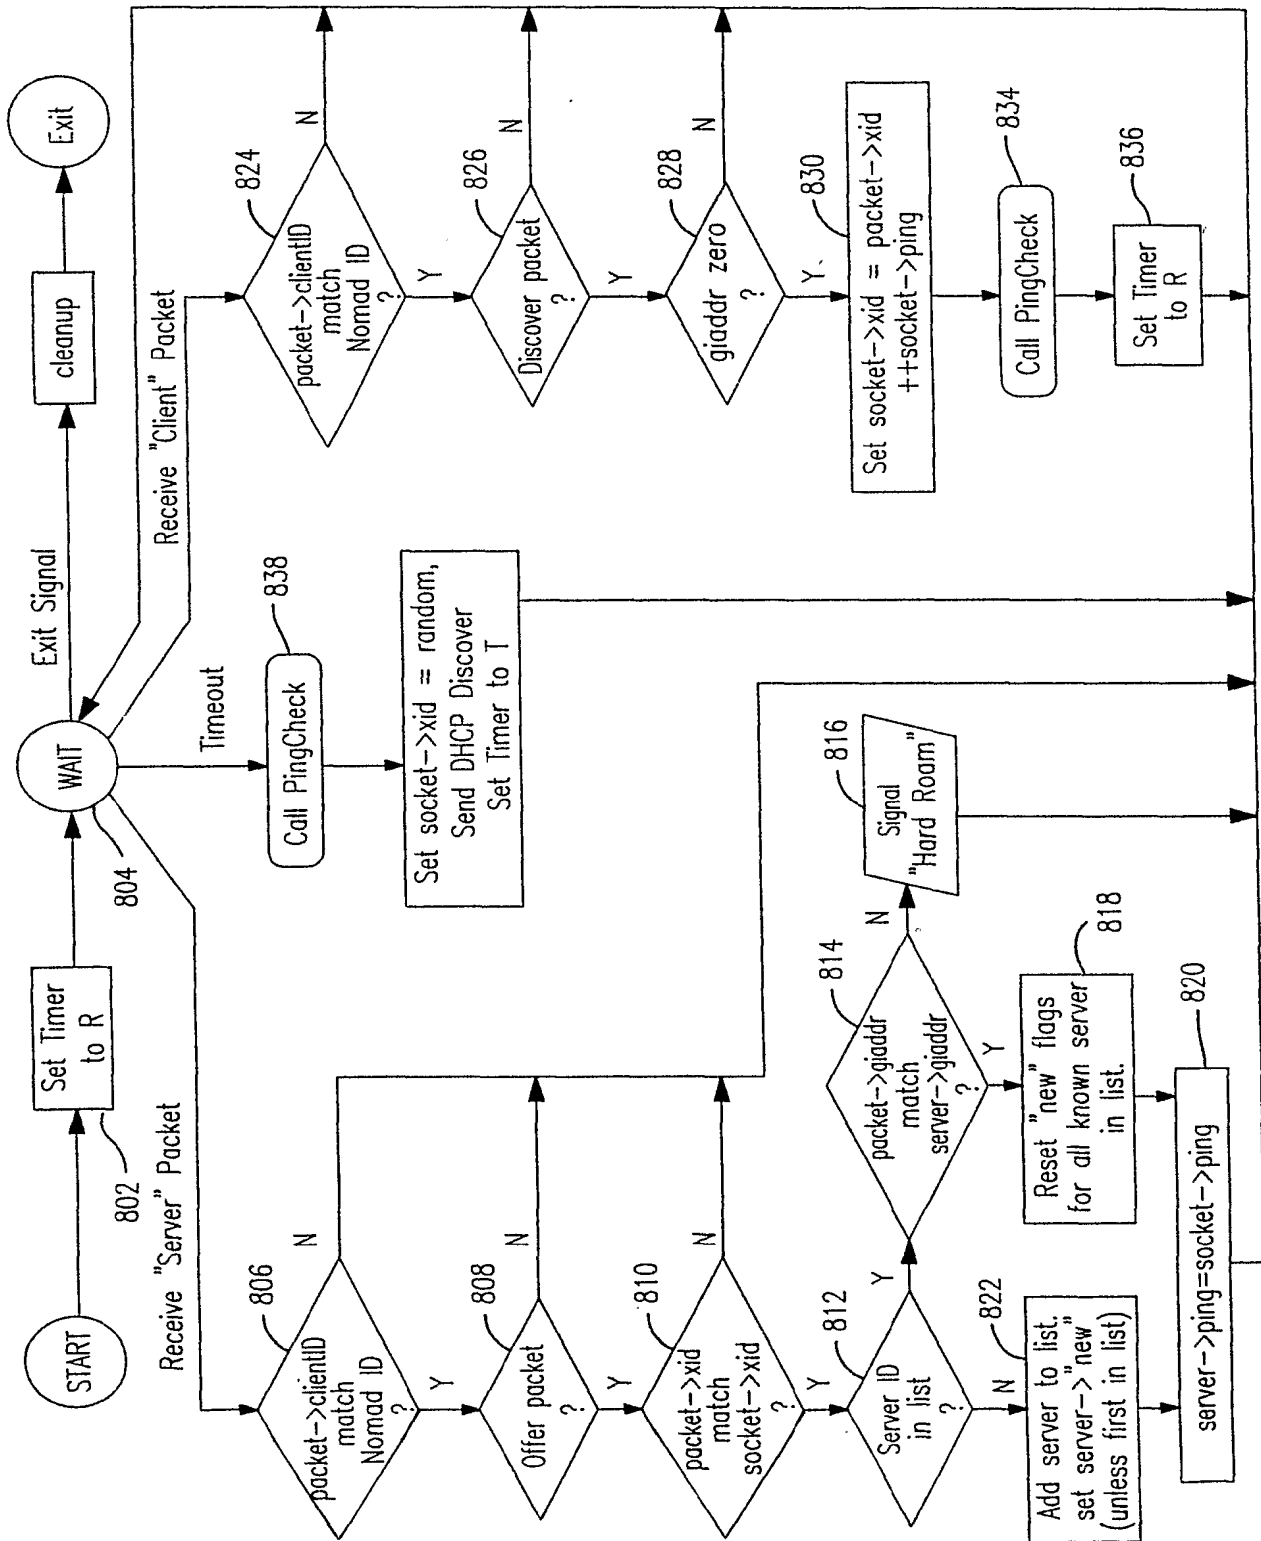 START
802
Set Timer
to R
804
WAIT
Exit Signal
cleanup
Exit
Receive "Server" Packet
Timeout
Receive "Client" Packet
806
packet->clientID
match
Nomad ID
?
N
Y
808
Offer packet
?
N
Y
810
packet->xid
match
socket->xid
?
N
Y
812
Server ID
in list
?
Y
N
814
packet->giaddr
match
server->giaddr
?
N
Y
816
Signal
"Hard Roam"
818
Reset "new" flags
for all known server
in list.
822
Add server to list.
set server->"new"
(unless first in list)
820
server->ping=socket->ping
838
Call PingCheck
Set socket->xid = random,
Send DHCP Discover
Set Timer to T
824
packet->clientID
match
Nomad ID
?
N
Y
826
Discover packet
?
N
Y
828
giaddr zero
?
N
Y
830
Set socket->xid = packet->xid
++socket->ping
834
Call PingCheck
836
Set Timer
to R